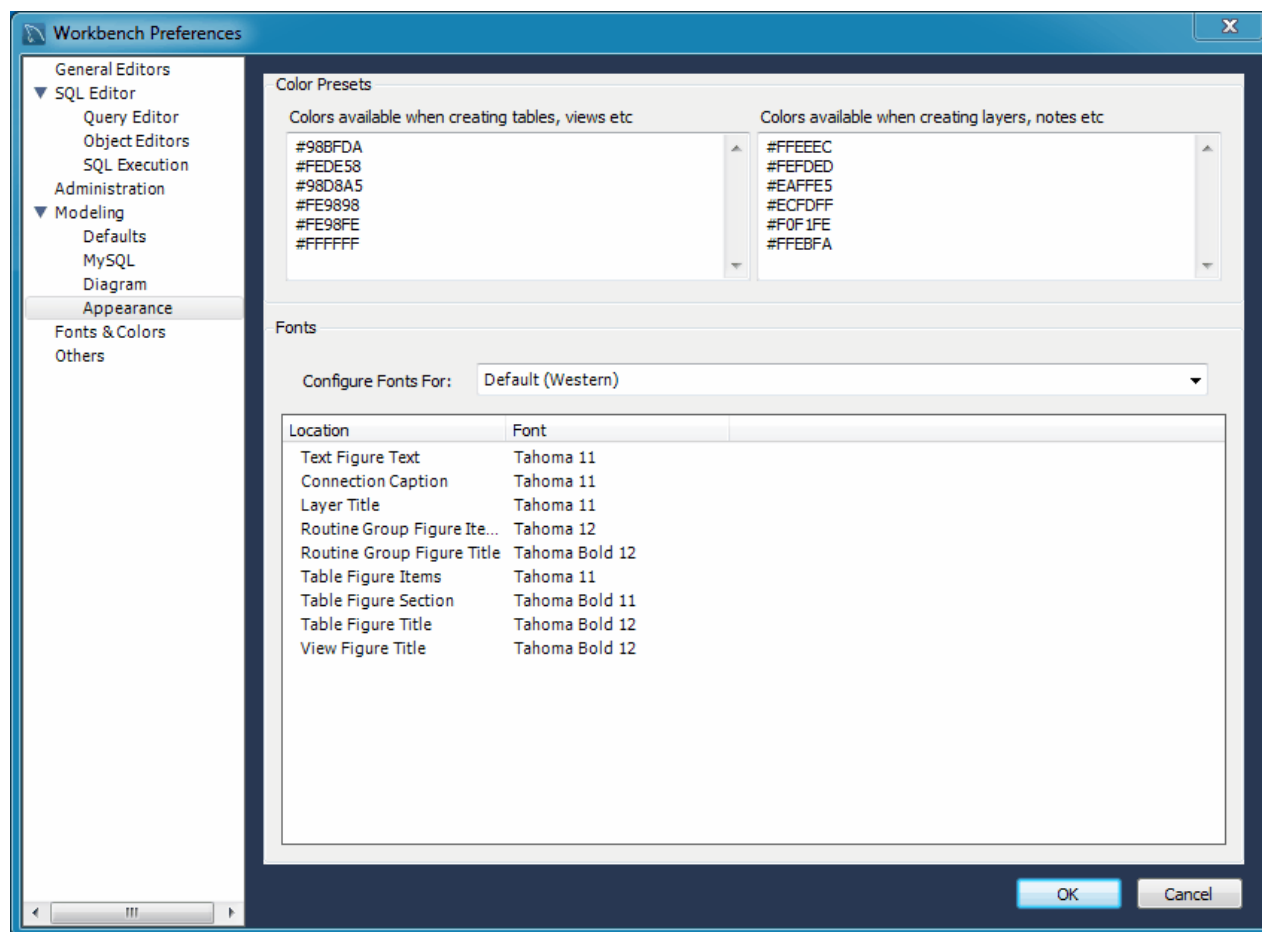 Workbench Preferences
General Editors
SQL Editor
Query Editor
Object Editors
SQL Execution
Administration
Modeling
Defaults
MySQL
Diagram
Appearance
Fonts & Colors
Others
Color Presets
Colors available when creating tables, views etc
#98BFDA
#FEDE58
#98D8A5
#FE9898
#FE98FE
#FFFFFF
Colors available when creating layers, notes etc
#FFEEEC
#FEFDED
#EAFFE5
#ECFDFF
#F0F1FE
#FFEBFA
Fonts
Configure Fonts For: Default (Western)
Location Font
Text Figure Text Tahoma 11
Connection Caption Tahoma 11
Layer Title Tahoma 11
Routine Group Figure Ite... Tahoma 12
Routine Group Figure Title Tahoma Bold 12
Table Figure Items Tahoma 11
Table Figure Section Tahoma Bold 11
Table Figure Title Tahoma Bold 12
View Figure Title Tahoma Bold 12
OK Cancel